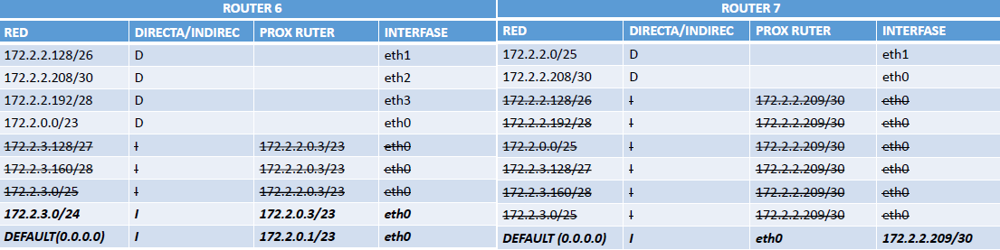 ROUTER 6 ROUTER 7
RED DIRECTA/INDIREC PROX RUTER INTERFASE RED DIRECTA/INDIREC PROX RUTER INTERFASE
172.2.2.128/26 D eth1 172.2.2.0/25 D eth1
172.2.2.208/30 D eth2 172.2.2.208/30 D eth0
172.2.2.192/28 D eth3 172.2.2.128/26 I 172.2.2.209/30 eth0
172.2.0.0/23 D eth0 172.2.2.192/28 I 172.2.2.209/30 eth0
172.2.3.128/27 I 172.2.2.0.3/23 eth0 172.2.0.0/25 I 172.2.2.209/30 eth0
172.2.3.160/28 I 172.2.2.0.3/23 eth0 172.2.3.128/27 I 172.2.2.209/30 eth0
172.2.3.0/25 I 172.2.2.0.3/23 eth0 172.2.3.160/28 I 172.2.2.209/30 eth0
172.2.3.0/24 I 172.2.0.3/23 eth0 172.2.3.0/25 I 172.2.2.209/30 eth0
DEFAULT(0.0.0.0) I 172.2.0.1/23 eth0 DEFAULT (0.0.0.0) I eth0 172.2.2.209/30